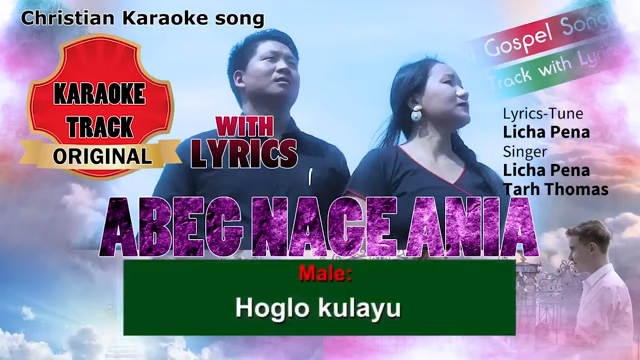 Christian Karaoke song
Gospel Song
Track with Lyric
KARAOKE
TRACK
ORIGINAL
WITH
LYRICS
Lyrics-Tune
Licha Pena
Singer
Licha Pena
Tarh Thomas
ABEG NAGE ANIA
Male:
Hoglo kulayu